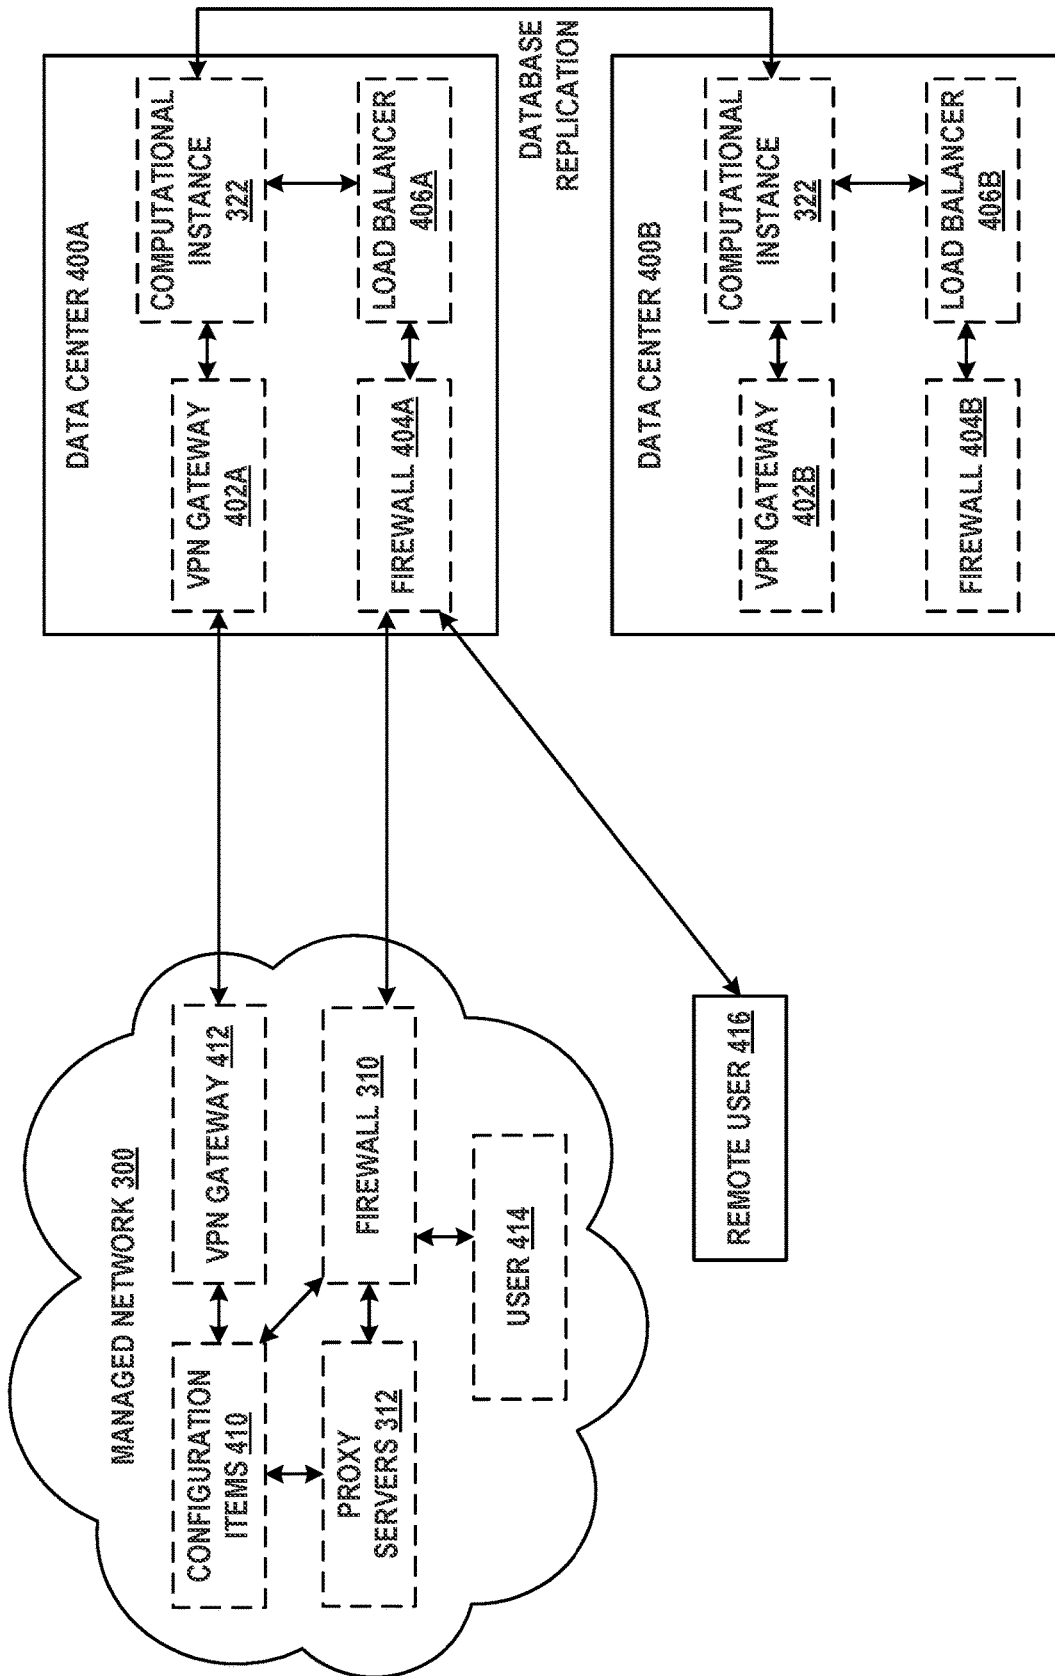 MANAGED NETWORK 300
CONFIGURATION
ITEMS 410
VPN GATEWAY 412
PROXY
SERVERS 312
FIREWALL 310
USER 414
REMOTE USER 416
DATA CENTER 400A
VPN GATEWAY
402A
COMPUTATIONAL
INSTANCE
322
FIREWALL 404A
LOAD BALANCER
406A
DATABASE
REPLICATION
DATA CENTER 400B
VPN GATEWAY
402B
COMPUTATIONAL
INSTANCE
322
FIREWALL 404B
LOAD BALANCER
406B